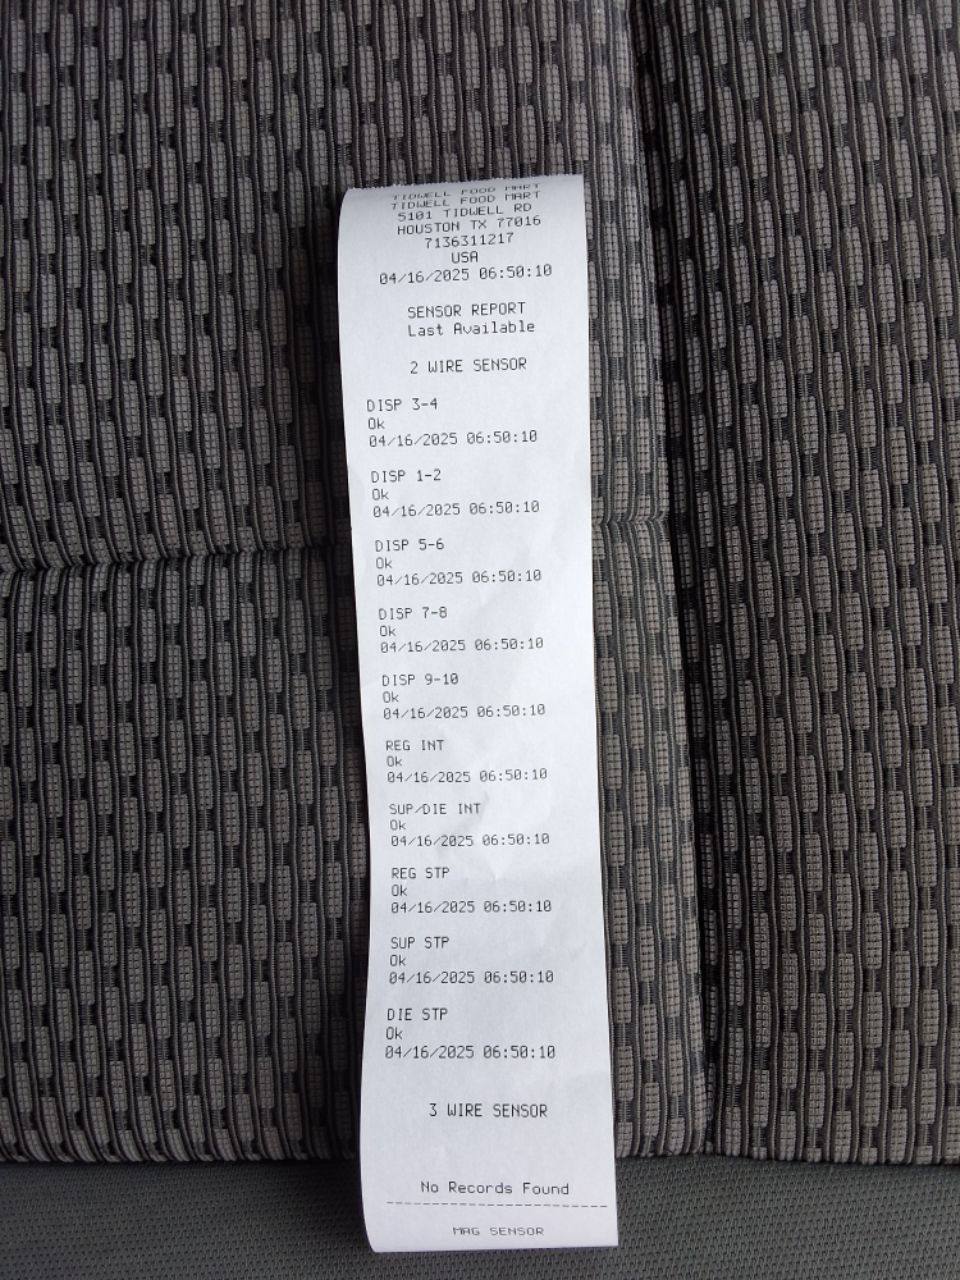 TIDWELL FOOD MART
TIDWELL FOOD MART
5101 TIDWELL RD
HOUSTON TX 77016
7136311217
USA
04/16/2025 06:50:10
SENSOR REPORT
Last Available
2 WIRE SENSOR
DISP 3-4
Ok
04/16/2025 06:50:10
DISP 1-2
Ok
04/16/2025 06:50:10
DISP 5-6
Ok
04/16/2025 06:50:10
DISP 7-8
Ok
04/16/2025 06:50:10
DISP 9-10
Ok
04/16/2025 06:50:10
REG INT
Ok
04/16/2025 06:50:10
SUP/DIE INT
Ok
04/16/2025 06:50:10
REG STP
Ok
04/16/2025 06:50:10
SUP STP
Ok
04/16/2025 06:50:10
DIE STP
Ok
04/16/2025 06:50:10
3 WIRE SENSOR
No Records Found
MAG SENSOR